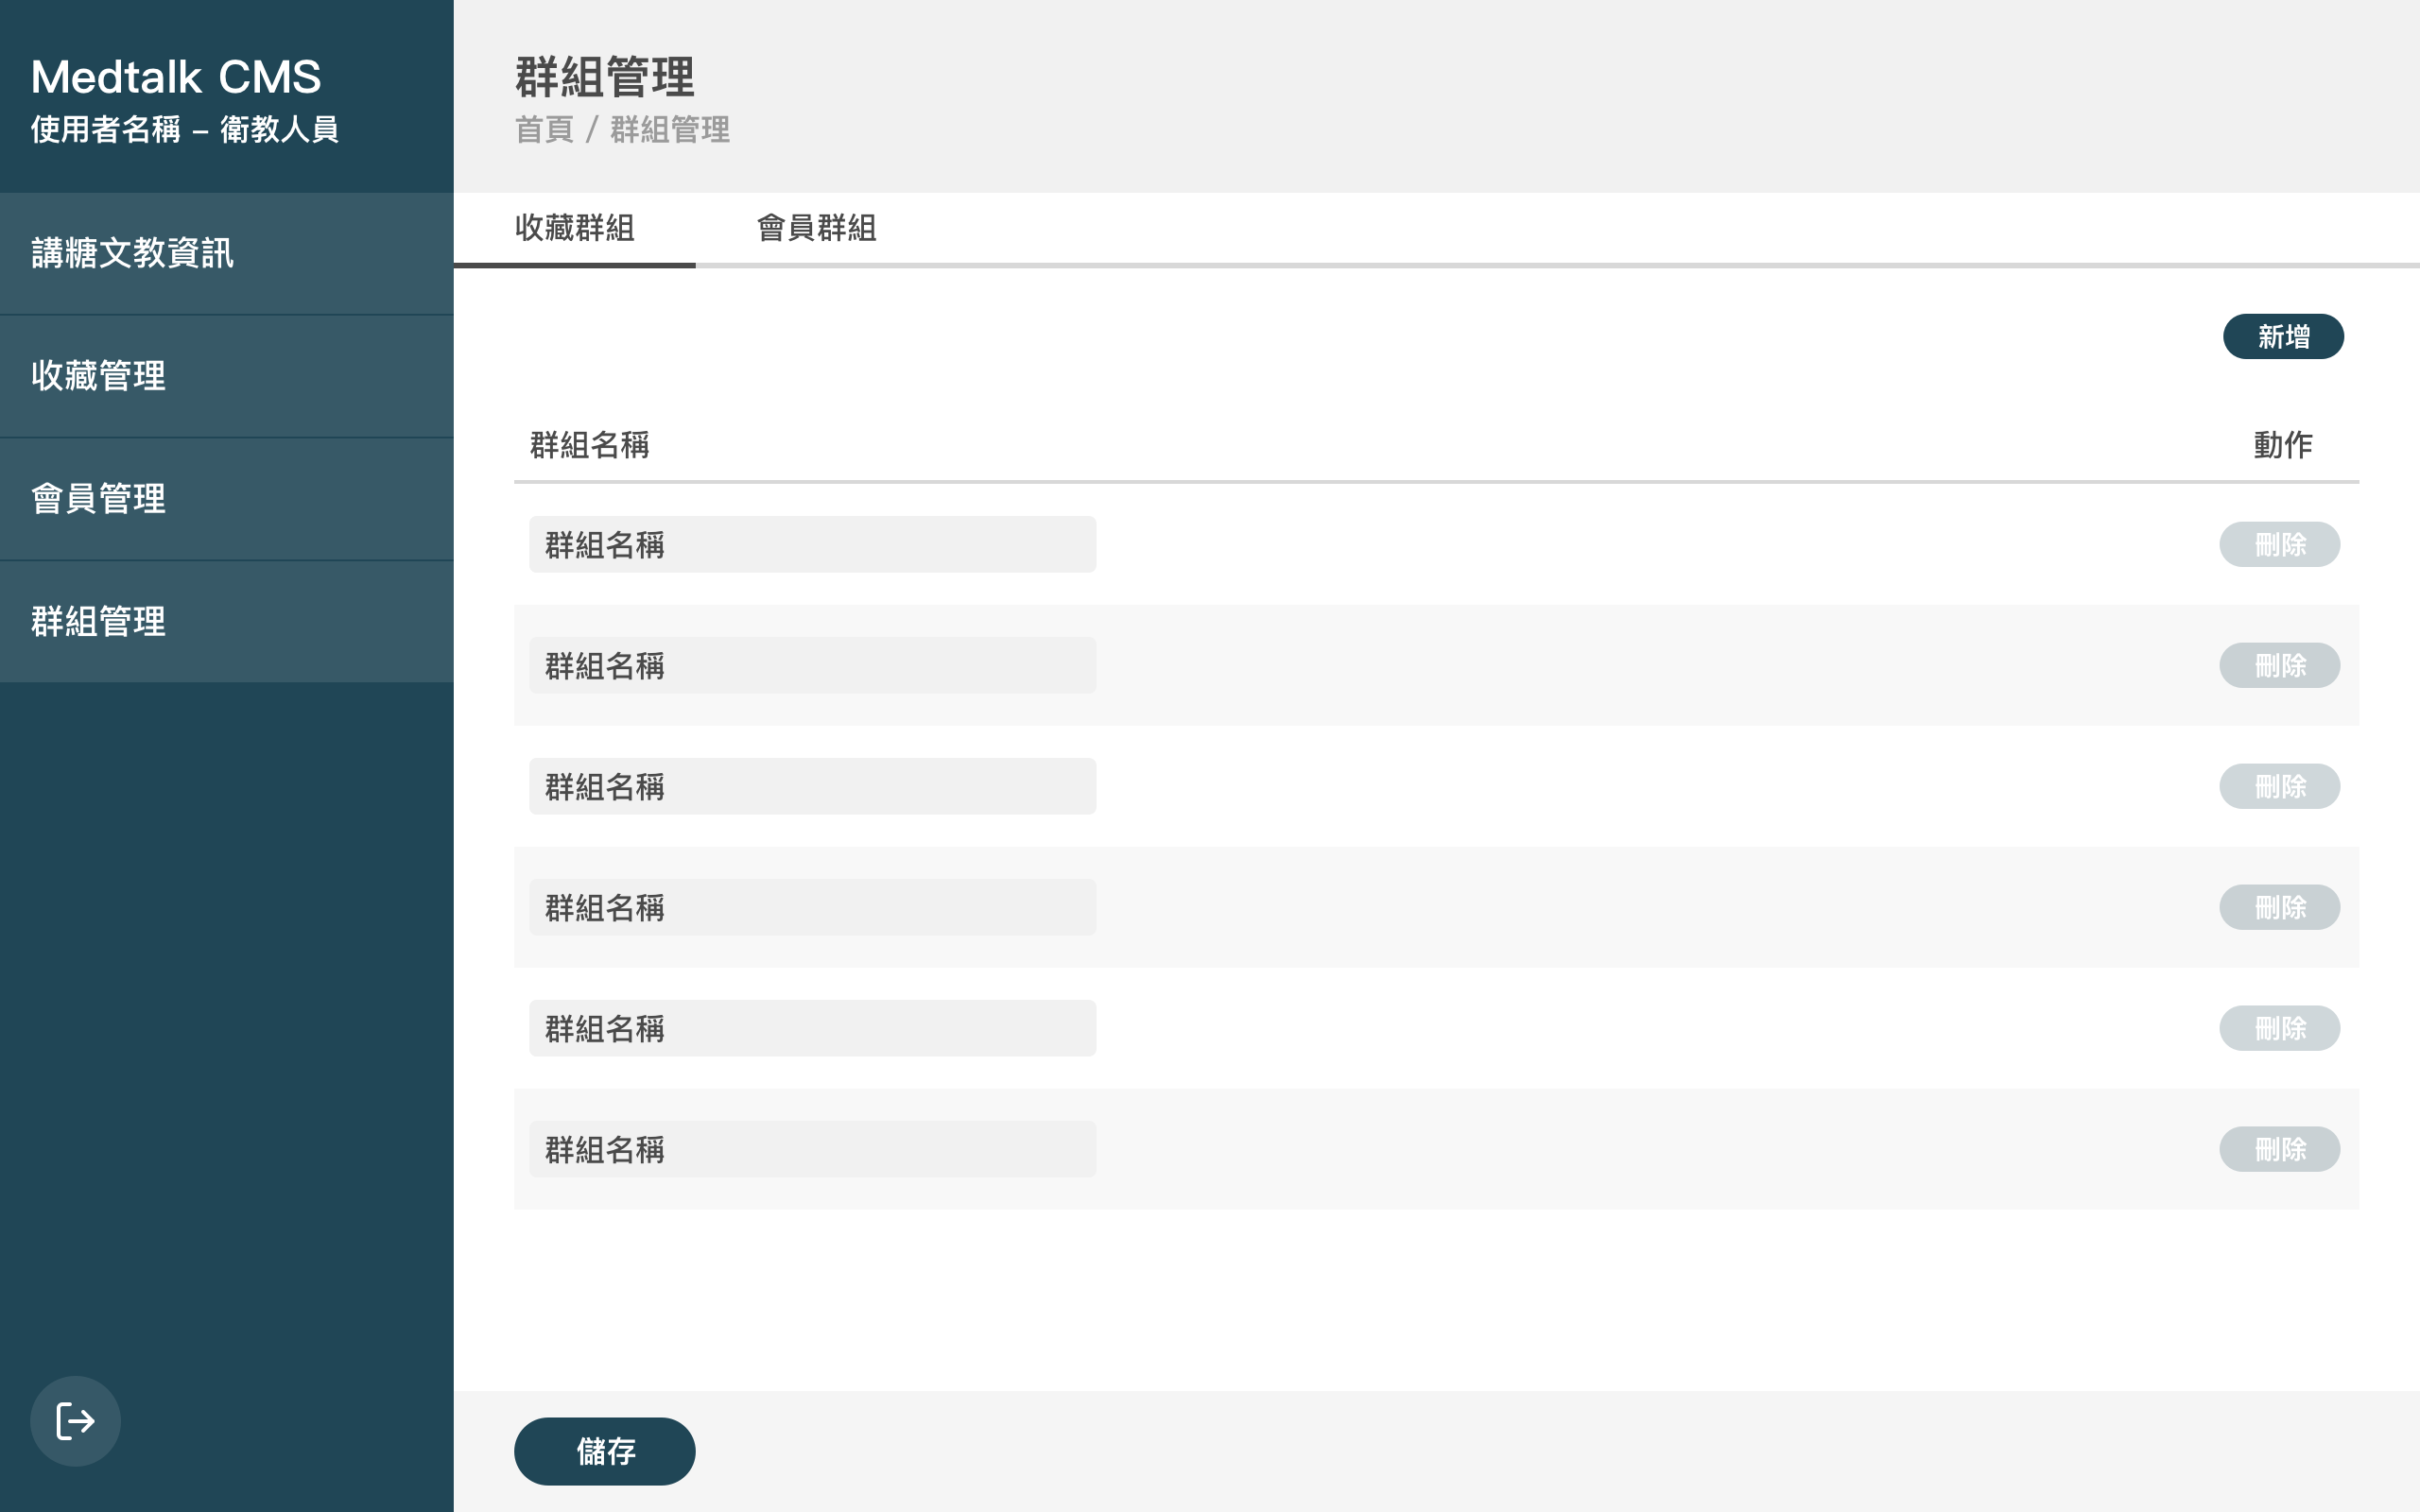 Medtalk CMS
使用者名稱 – 衛教人員
講糖文教資訊
收藏管理
會員管理
群組管理
群組管理
首頁 / 群組管理
收藏群組 會員群組
新增
群組名稱 動作
群組名稱 刪除
群組名稱 刪除
群組名稱 刪除
群組名稱 刪除
群組名稱 刪除
群組名稱 刪除
儲存